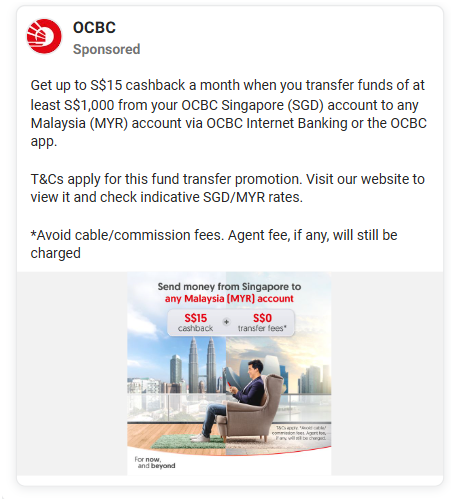 OCBC
Sponsored
Get up to S$15 cashback a month when you transfer funds of at
least S$1,000 from your OCBC Singapore (SGD) account to any
Malaysia (MYR) account via OCBC Internet Banking or the OCBC
app.
T&Cs apply for this fund transfer promotion. Visit our website to
view it and check indicative SGD/MYR rates.
*Avoid cable/commission fees. Agent fee, if any, will still be
charged
Send money from Singapore to
any Malaysia (MYR) account
S$15 + S$0
cashback transfer fees*
T&Cs apply. *Avoid cable/
commission fees. Agent fee,
if any, will still be charged.
For now,
and beyond